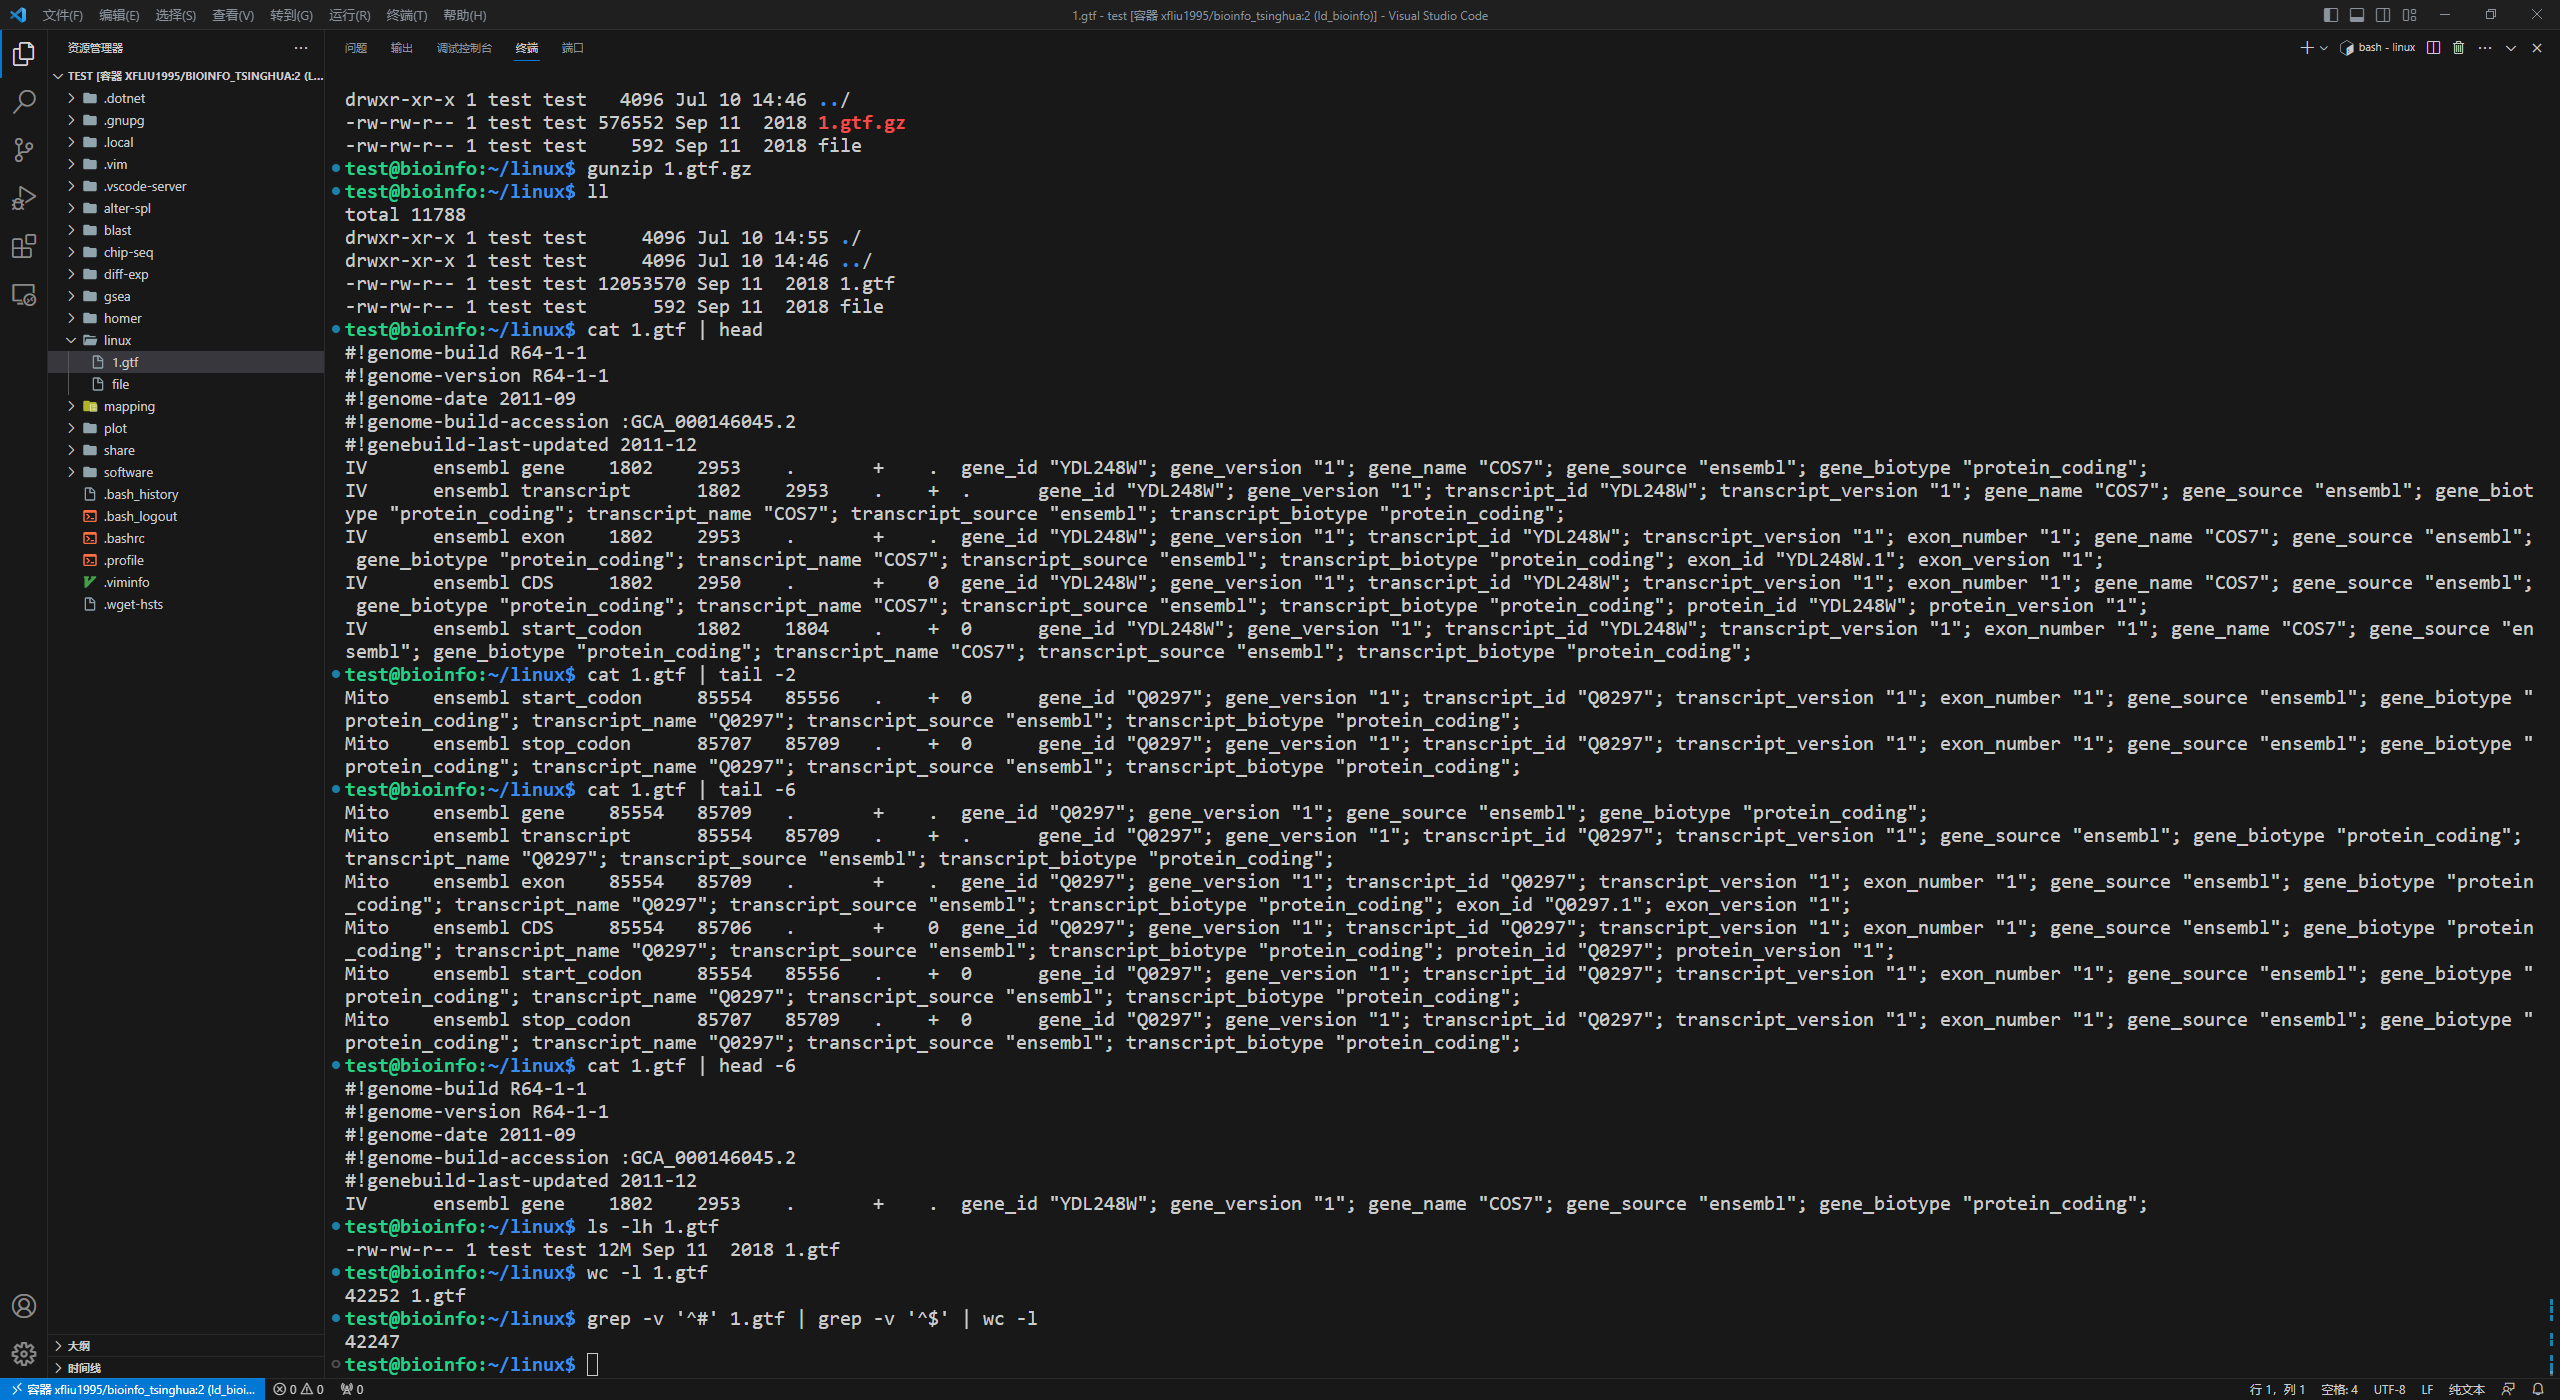 文件(F) 编辑(E) 选择(S) 查看(V) 转到(G) 运行(R) 终端(T) 帮助(H)
1.gtf - test [容器 xfliu1995/bioinfo_tsinghua:2 (ld_bioinfo)] - Visual Studio Code
资源管理器
TEST [容器 XFLIU1995/BIOINFO_TSINGHUA:2 (L...
.dotnet
.gnupg
.local
.vim
.vscode-server
alter-spl
blast
chip-seq
diff-exp
gsea
homer
linux
1.gtf
file
mapping
plot
share
software
.bash_history
.bash_logout
.bashrc
.profile
.viminfo
.wget-hsts
大纲
时间线
问题 输出 调试控制台 终端 端口
bash - linux
drwxr-xr-x 1 test test   4096 Jul 10 14:46 ../
-rw-rw-r-- 1 test test 576552 Sep 11  2018 1.gtf.gz
-rw-rw-r-- 1 test test    592 Sep 11  2018 file
test@bioinfo:~/linux$ gunzip 1.gtf.gz
test@bioinfo:~/linux$ ll
total 11788
drwxr-xr-x 1 test test     4096 Jul 10 14:55 ./
drwxr-xr-x 1 test test     4096 Jul 10 14:46 ../
-rw-rw-r-- 1 test test 12053570 Sep 11  2018 1.gtf
-rw-rw-r-- 1 test test      592 Sep 11  2018 file
test@bioinfo:~/linux$ cat 1.gtf | head
#!genome-build R64-1-1
#!genome-version R64-1-1
#!genome-date 2011-09
#!genome-build-accession :GCA_000146045.2
#!genebuild-last-updated 2011-12
IV      ensembl gene    1802    2953    .       +    .  gene_id "YDL248W"; gene_version "1"; gene_name "COS7"; gene_source "ensembl"; gene_biotype "protein_coding";
IV      ensembl transcript      1802    2953    .    +  .      gene_id "YDL248W"; gene_version "1"; transcript_id "YDL248W"; transcript_version "1"; gene_name "COS7"; gene_source "ensembl"; gene_biot
ype "protein_coding"; transcript_name "COS7"; transcript_source "ensembl"; transcript_biotype "protein_coding";
IV      ensembl exon    1802    2953    .       +    .  gene_id "YDL248W"; gene_version "1"; transcript_id "YDL248W"; transcript_version "1"; exon_number "1"; gene_name "COS7"; gene_source "ensembl";
 gene_biotype "protein_coding"; transcript_name "COS7"; transcript_source "ensembl"; transcript_biotype "protein_coding"; exon_id "YDL248W.1"; exon_version "1";
IV      ensembl CDS     1802    2950    .       +    0  gene_id "YDL248W"; gene_version "1"; transcript_id "YDL248W"; transcript_version "1"; exon_number "1"; gene_name "COS7"; gene_source "ensembl";
 gene_biotype "protein_coding"; transcript_name "COS7"; transcript_source "ensembl"; transcript_biotype "protein_coding"; protein_id "YDL248W"; protein_version "1";
IV      ensembl start_codon     1802    1804    .    +  0      gene_id "YDL248W"; gene_version "1"; transcript_id "YDL248W"; transcript_version "1"; exon_number "1"; gene_name "COS7"; gene_source "en
sembl"; gene_biotype "protein_coding"; transcript_name "COS7"; transcript_source "ensembl"; transcript_biotype "protein_coding";
test@bioinfo:~/linux$ cat 1.gtf | tail -2
Mito    ensembl start_codon     85554   85556   .    +  0      gene_id "Q0297"; gene_version "1"; transcript_id "Q0297"; transcript_version "1"; exon_number "1"; gene_source "ensembl"; gene_biotype "
protein_coding"; transcript_name "Q0297"; transcript_source "ensembl"; transcript_biotype "protein_coding";
Mito    ensembl stop_codon      85707   85709   .    +  0      gene_id "Q0297"; gene_version "1"; transcript_id "Q0297"; transcript_version "1"; exon_number "1"; gene_source "ensembl"; gene_biotype "
protein_coding"; transcript_name "Q0297"; transcript_source "ensembl"; transcript_biotype "protein_coding";
test@bioinfo:~/linux$ cat 1.gtf | tail -6
Mito    ensembl gene    85554   85709   .       +    .  gene_id "Q0297"; gene_version "1"; gene_source "ensembl"; gene_biotype "protein_coding";
Mito    ensembl transcript      85554   85709   .    +  .      gene_id "Q0297"; gene_version "1"; transcript_id "Q0297"; transcript_version "1"; gene_source "ensembl"; gene_biotype "protein_coding";
transcript_name "Q0297"; transcript_source "ensembl"; transcript_biotype "protein_coding";
Mito    ensembl exon    85554   85709   .       +    .  gene_id "Q0297"; gene_version "1"; transcript_id "Q0297"; transcript_version "1"; exon_number "1"; gene_source "ensembl"; gene_biotype "protein
_coding"; transcript_name "Q0297"; transcript_source "ensembl"; transcript_biotype "protein_coding"; exon_id "Q0297.1"; exon_version "1";
Mito    ensembl CDS     85554   85706   .       +    0  gene_id "Q0297"; gene_version "1"; transcript_id "Q0297"; transcript_version "1"; exon_number "1"; gene_source "ensembl"; gene_biotype "protein
_coding"; transcript_name "Q0297"; transcript_source "ensembl"; transcript_biotype "protein_coding"; protein_id "Q0297"; protein_version "1";
Mito    ensembl start_codon     85554   85556   .    +  0      gene_id "Q0297"; gene_version "1"; transcript_id "Q0297"; transcript_version "1"; exon_number "1"; gene_source "ensembl"; gene_biotype "
protein_coding"; transcript_name "Q0297"; transcript_source "ensembl"; transcript_biotype "protein_coding";
Mito    ensembl stop_codon      85707   85709   .    +  0      gene_id "Q0297"; gene_version "1"; transcript_id "Q0297"; transcript_version "1"; exon_number "1"; gene_source "ensembl"; gene_biotype "
protein_coding"; transcript_name "Q0297"; transcript_source "ensembl"; transcript_biotype "protein_coding";
test@bioinfo:~/linux$ cat 1.gtf | head -6
#!genome-build R64-1-1
#!genome-version R64-1-1
#!genome-date 2011-09
#!genome-build-accession :GCA_000146045.2
#!genebuild-last-updated 2011-12
IV      ensembl gene    1802    2953    .       +    .  gene_id "YDL248W"; gene_version "1"; gene_name "COS7"; gene_source "ensembl"; gene_biotype "protein_coding";
test@bioinfo:~/linux$ ls -lh 1.gtf
-rw-rw-r-- 1 test test 12M Sep 11  2018 1.gtf
test@bioinfo:~/linux$ wc -l 1.gtf
42252 1.gtf
test@bioinfo:~/linux$ grep -v '^#' 1.gtf | grep -v '^$' | wc -l
42247
test@bioinfo:~/linux$
容器 xfliu1995/bioinfo_tsinghua:2 (ld_bioi... 0 0 0
行 1，列 1 空格: 4 UTF-8 LF 纯文本